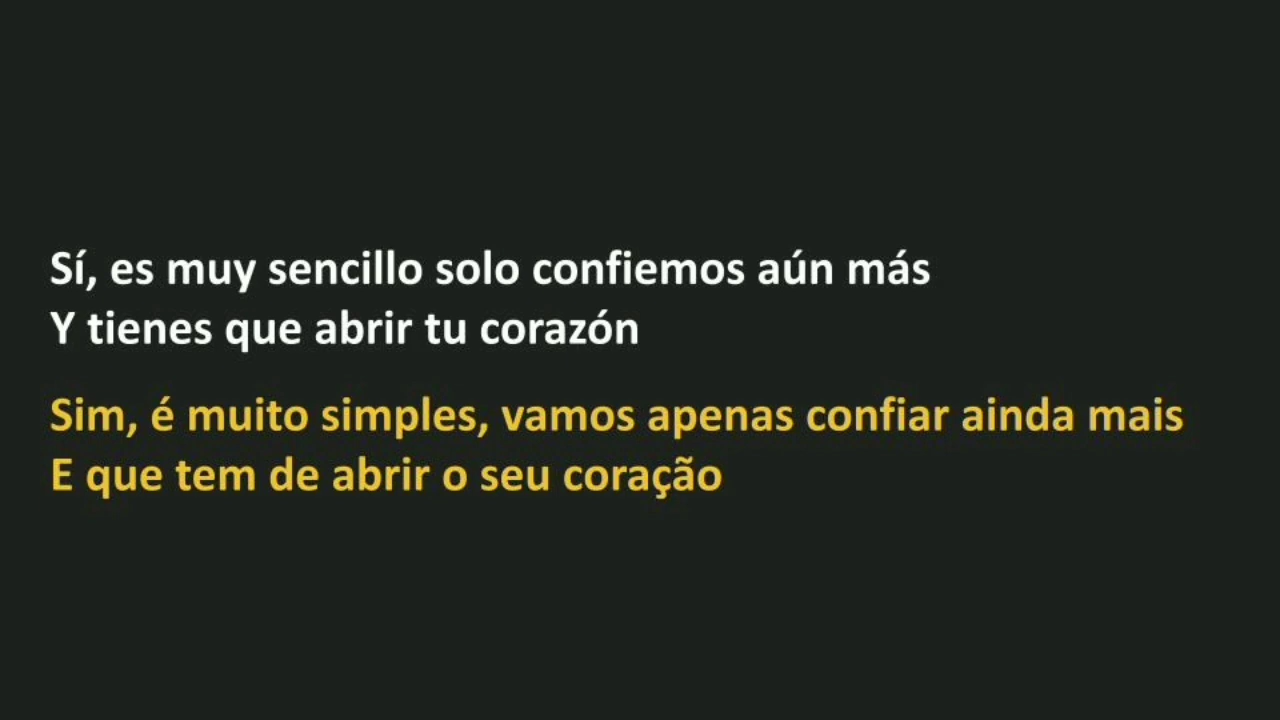 Sí, es muy sencillo solo confiemos aún más
Y tienes que abrir tu corazón
Sim, é muito simples, vamos apenas confiar ainda mais
E que tem de abrir o seu coração